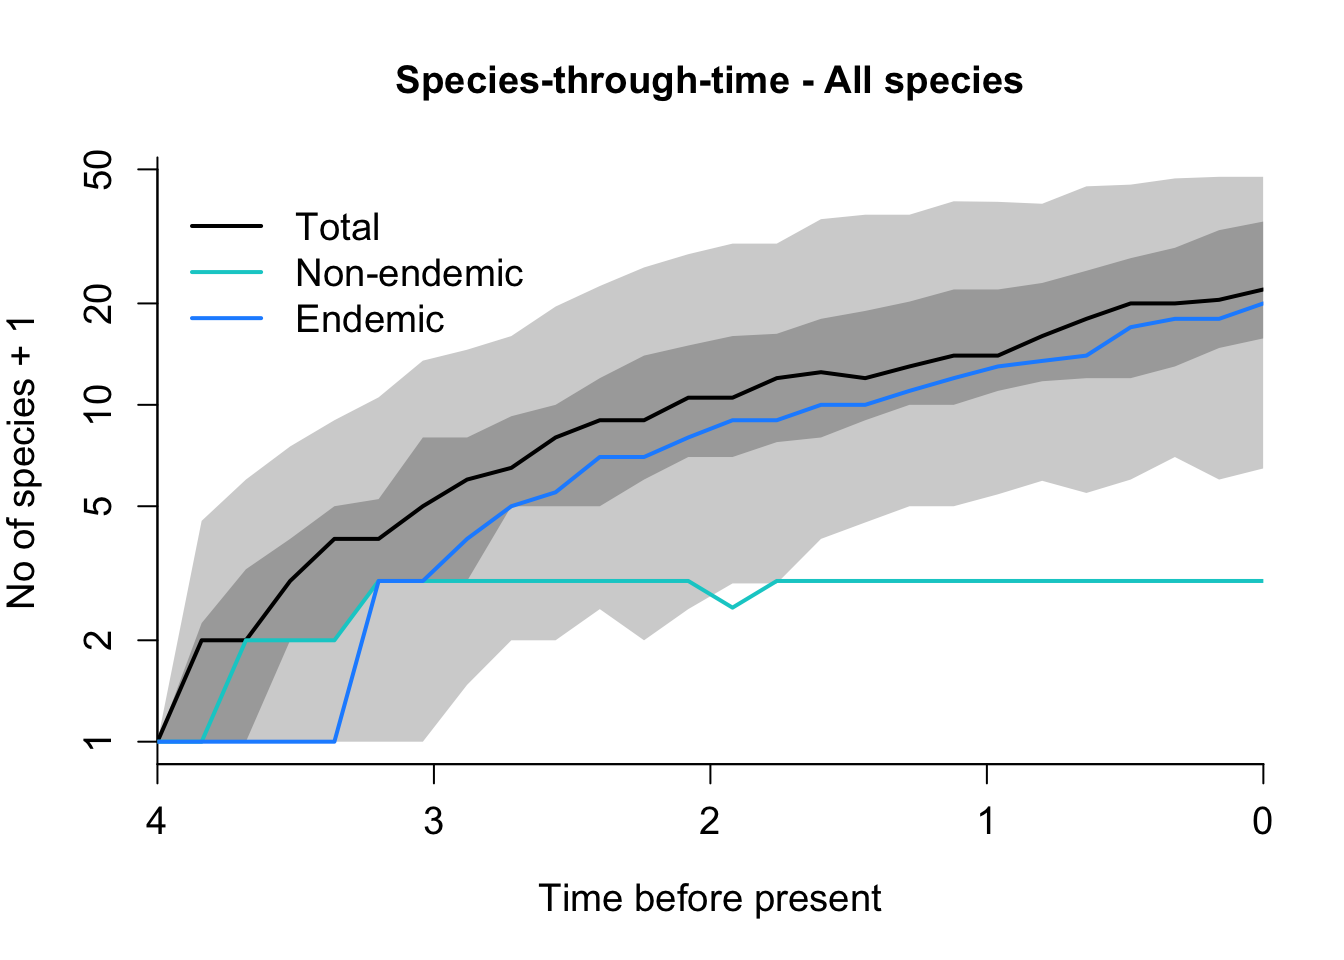 Species-through-time - All species
No of species + 1
50
20
10
5
2
1
Total
Non-endemic
Endemic
4 3 2 1 0
Time before present